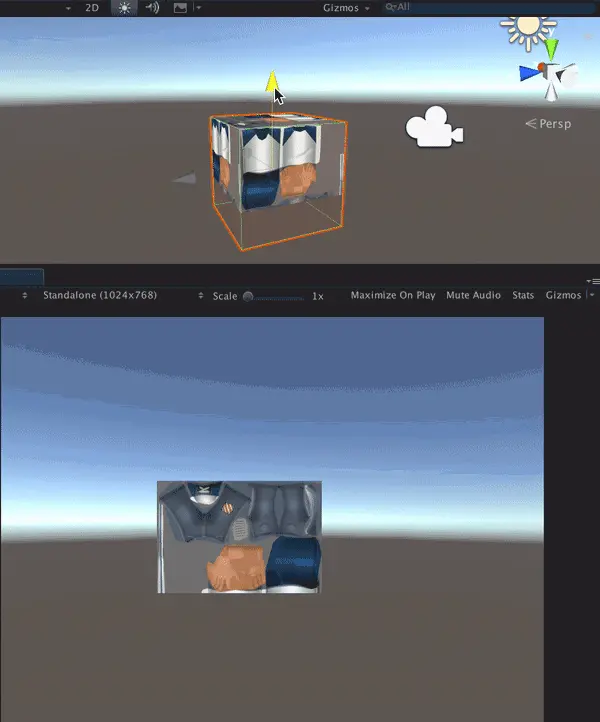 2D Gizmos All
y
Persp
Standalone (1024x768) Scale 1x Maximize On Play Mute Audio Stats Gizmos